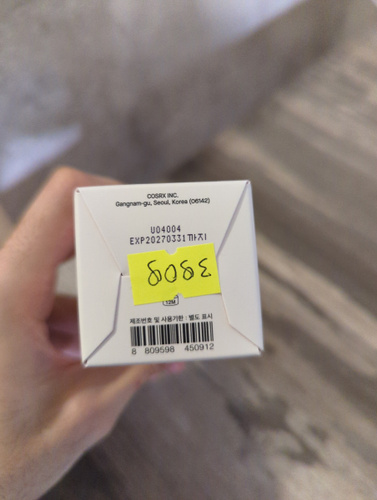 COSRX INC.
Gangnam-gu, Seoul, Korea (06142)
U04004
EXP20270331까지
12M
제조번호 및 사용기한 : 별도 표시
8 809598 450912